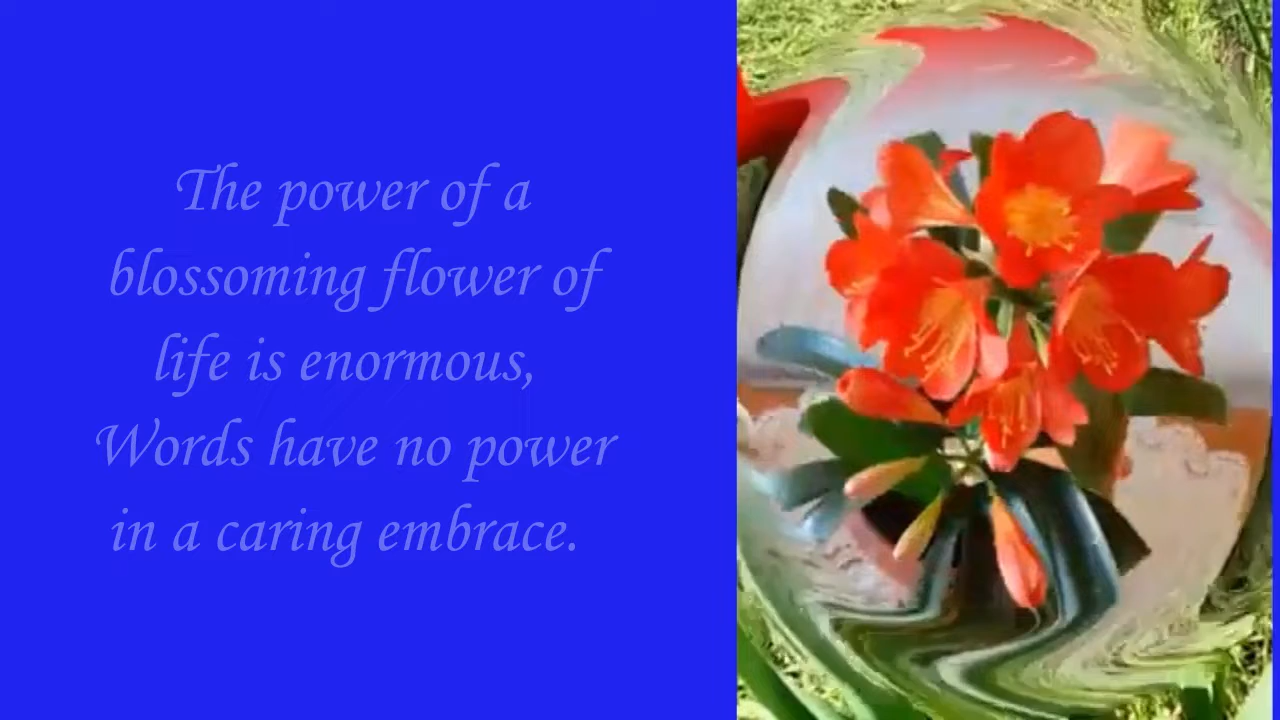 The power of a
blossoming flower of
life is enormous,
Words have no power
in a caring embrace.